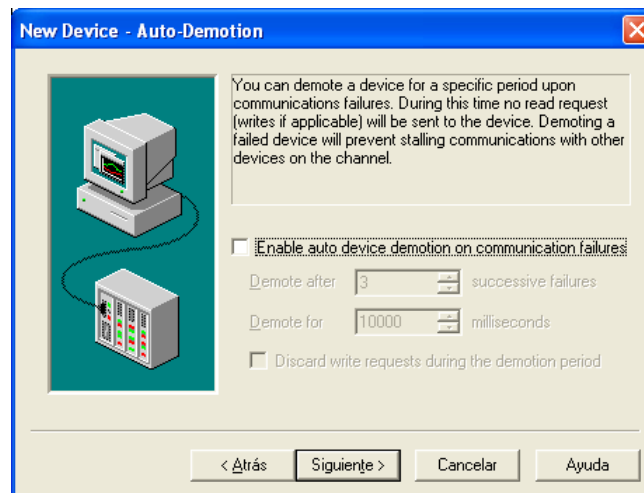 New Device - Auto-Demotion
You can demote a device for a specific period upon
communications failures. During this time no read request
(writes if applicable) will be sent to the device. Demoting a
failed device will prevent stalling communications with other
devices on the channel.
Enable auto device demotion on communication failures
Demote after 3 successive failures
Demote for 10000 milliseconds
Discard write requests during the demotion period
< Atrás Siguiente > Cancelar Ayuda